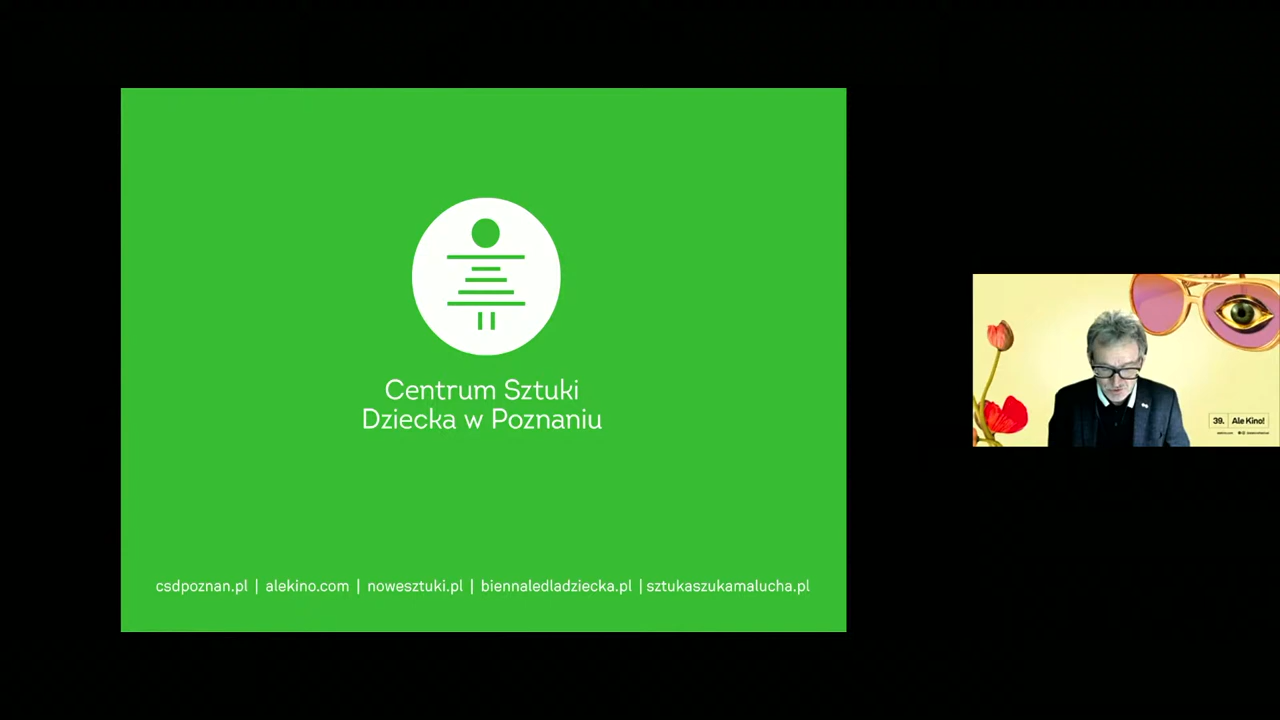 Centrum Sztuki
Dziecka w Poznaniu
csdpoznan.pl | alekino.com | nowesztuki.pl | biennaledladziecka.pl | sztukaszukamalucha.pl
39. Ale Kino!